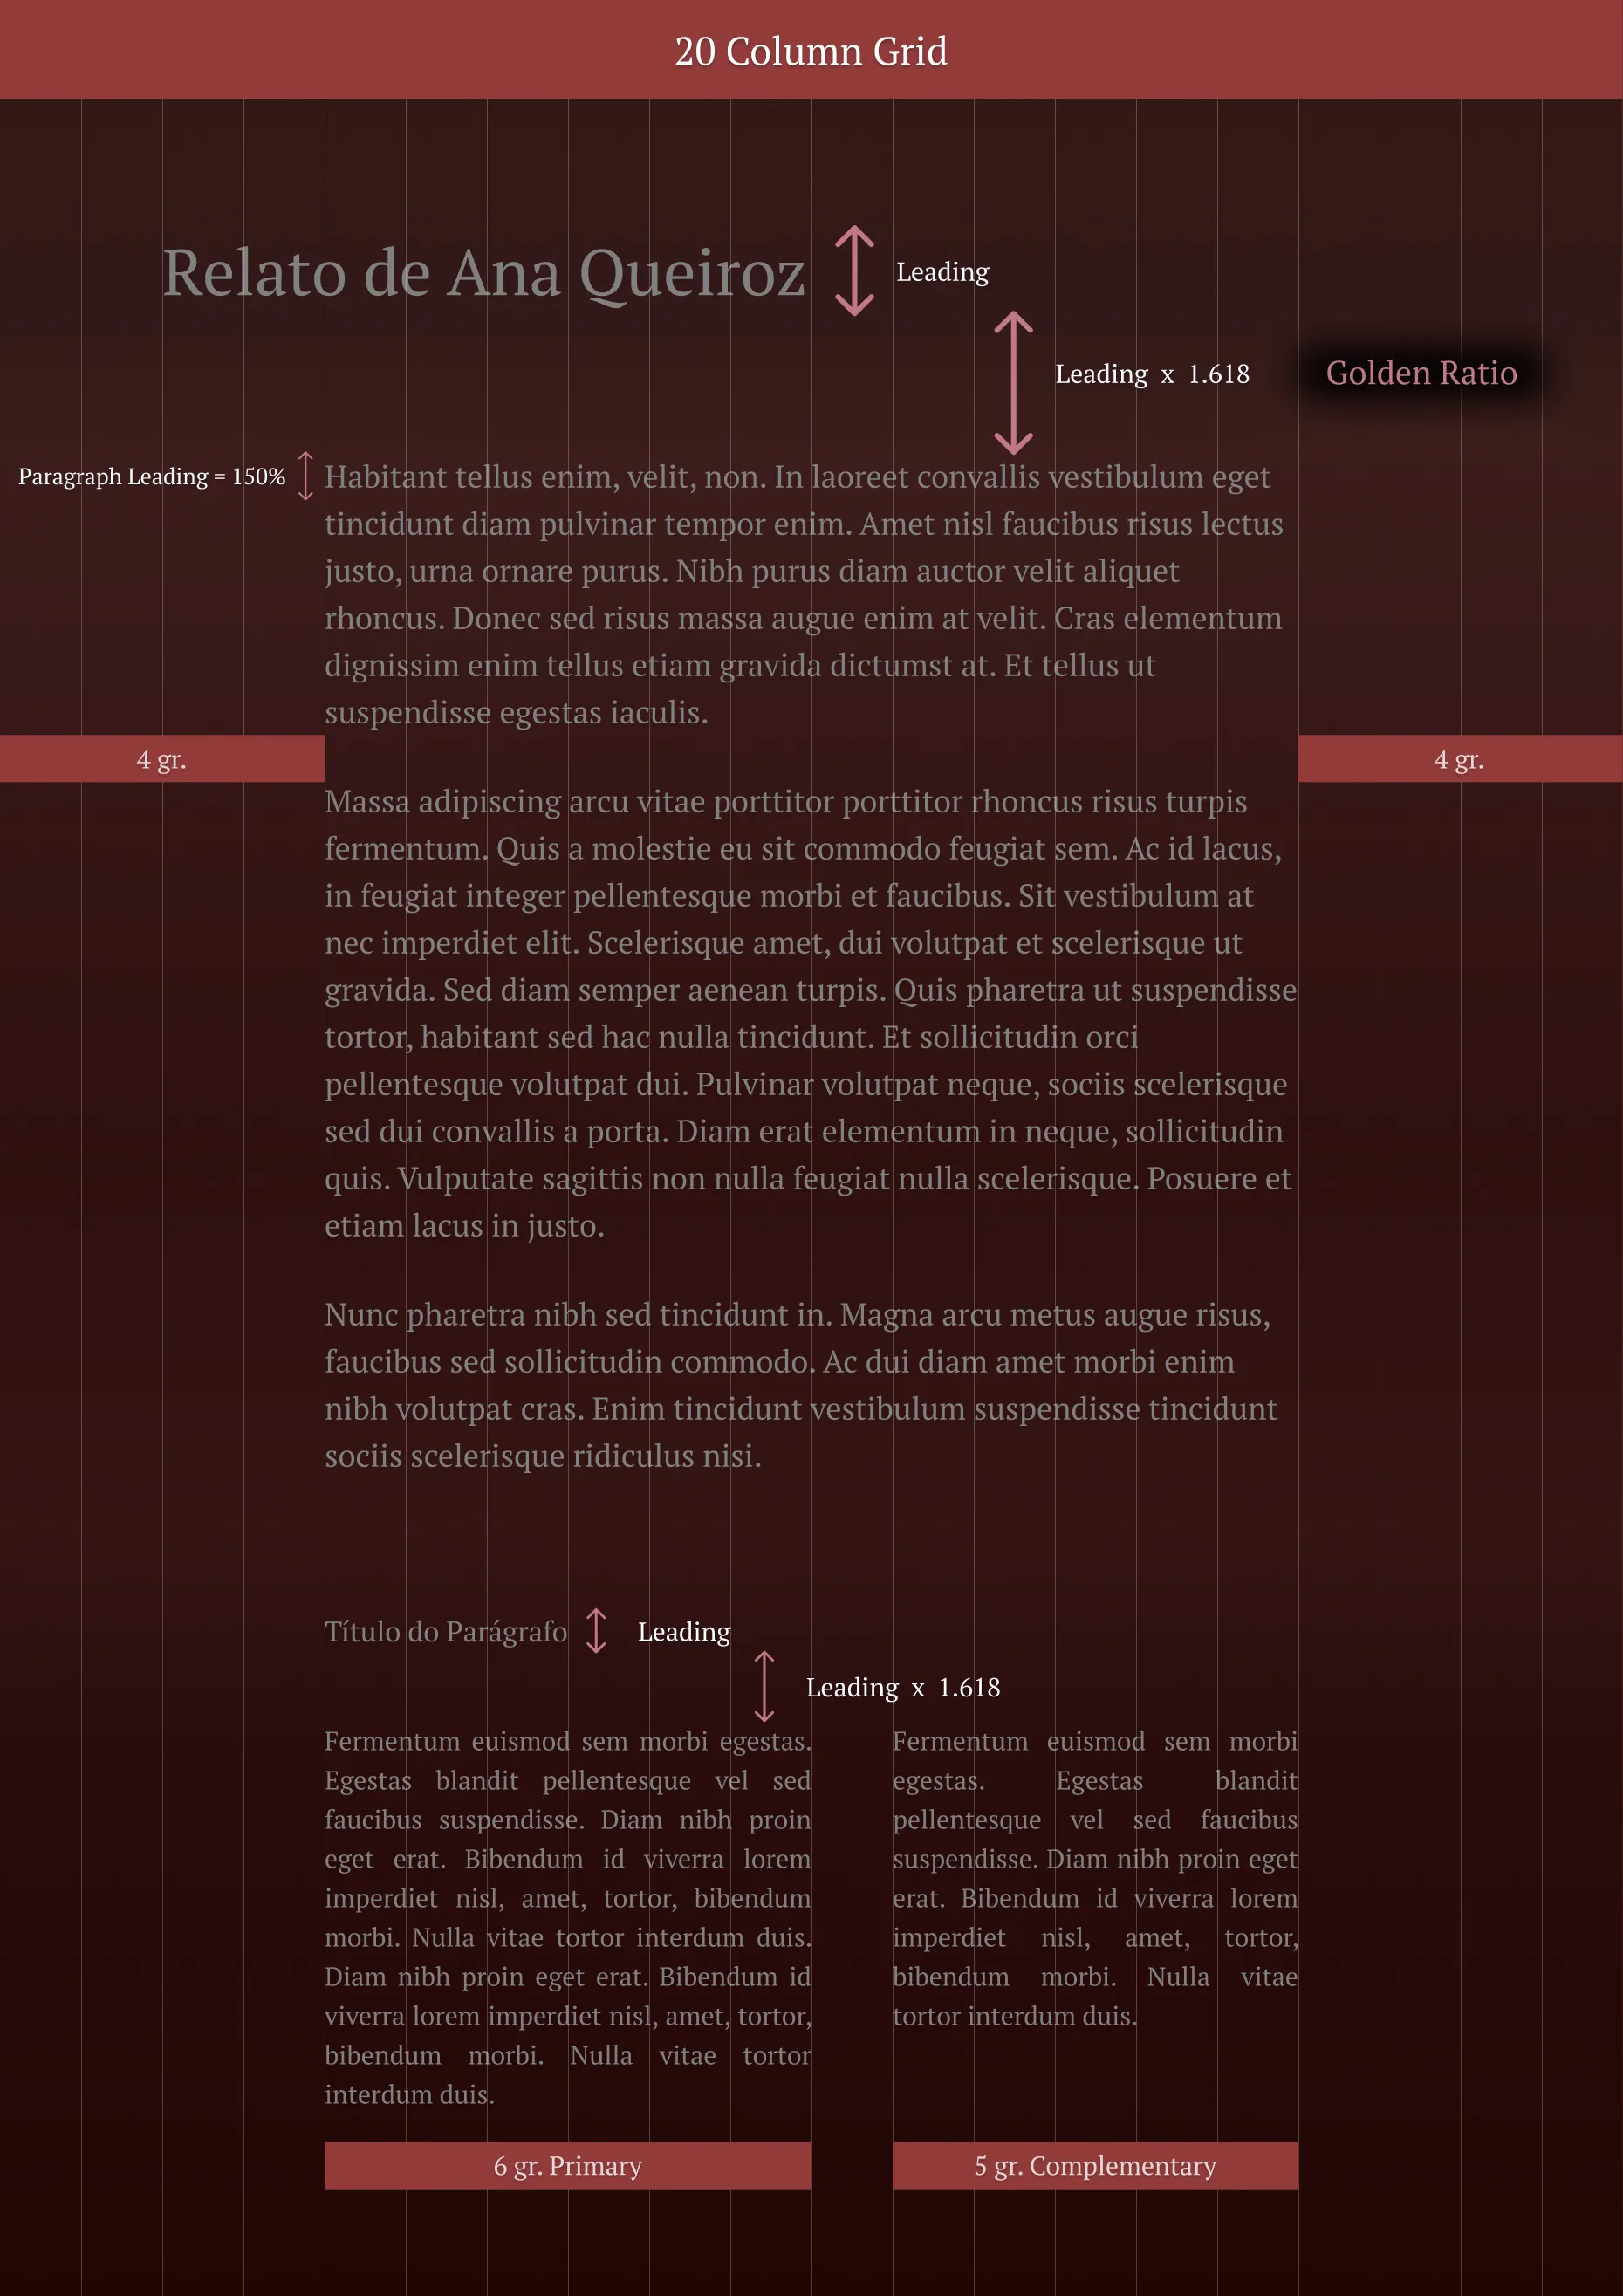 20 Column Grid
Relato de Ana Queiroz
Leading
Leading x 1.618
Golden Ratio
Paragraph Leading = 150%
Habitant tellus enim, velit, non. In laoreet convallis vestibulum eget
tincidunt diam pulvinar tempor enim. Amet nisl faucibus risus lectus
justo, urna ornare purus. Nibh purus diam auctor velit aliquet
rhoncus. Donec sed risus massa augue enim at velit. Cras elementum
dignissim enim tellus etiam gravida dictumst at. Et tellus ut
suspendisse egestas iaculis.
4 gr.
4 gr.
Massa adipiscing arcu vitae porttitor porttitor rhoncus risus turpis
fermentum. Quis a molestie eu sit commodo feugiat sem. Ac id lacus,
in feugiat integer pellentesque morbi et faucibus. Sit vestibulum at
nec imperdiet elit. Scelerisque amet, dui volutpat et scelerisque ut
gravida. Sed diam semper aenean turpis. Quis pharetra ut suspendisse
tortor, habitant sed hac nulla tincidunt. Et sollicitudin orci
pellentesque volutpat dui. Pulvinar volutpat neque, sociis scelerisque
sed dui convallis a porta. Diam erat elementum in neque, sollicitudin
quis. Vulputate sagittis non nulla feugiat nulla scelerisque. Posuere et
etiam lacus in justo.
Nunc pharetra nibh sed tincidunt in. Magna arcu metus augue risus,
faucibus sed sollicitudin commodo. Ac dui diam amet morbi enim
nibh volutpat cras. Enim tincidunt vestibulum suspendisse tincidunt
sociis scelerisque ridiculus nisi.
Título do Parágrafo
Leading
Leading x 1.618
Fermentum euismod sem morbi egestas.
Egestas blandit pellentesque vel sed
faucibus suspendisse. Diam nibh proin
eget erat. Bibendum id viverra lorem
imperdiet nisl, amet, tortor, bibendum
morbi. Nulla vitae tortor interdum duis.
Diam nibh proin eget erat. Bibendum id
viverra lorem imperdiet nisl, amet, tortor,
bibendum morbi. Nulla vitae tortor
interdum duis.
Fermentum euismod sem morbi
egestas. Egestas blandit
pellentesque vel sed faucibus
suspendisse. Diam nibh proin eget
erat. Bibendum id viverra lorem
imperdiet nisl, amet, tortor,
bibendum morbi. Nulla vitae
tortor interdum duis.
6 gr. Primary
5 gr. Complementary